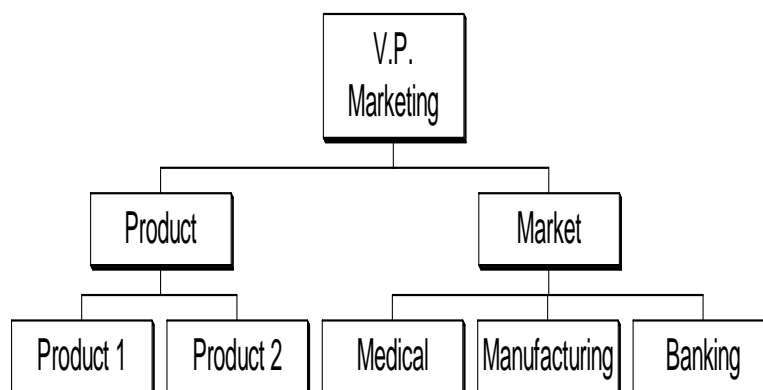 V.P.
Marketing
Product
Market
Product 1
Product 2
Medical
Manufacturing
Banking